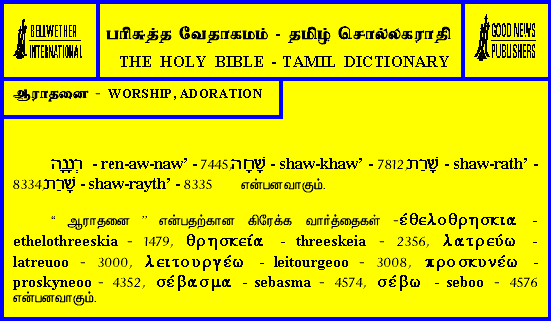 BELLWETHER
INTERNATIONAL
பரிசுத்த வேதாகமம் - தமிழ் சொல்லகராதி
THE HOLY BIBLE - TAMIL DICTIONARY
GOOD NEWS
PUBLISHERS
ஆராதனை - WORSHIP, ADORATION
רְנָנָה - ren-aw-naw’ - 7445, שָׁחָה - shaw-khaw’ - 7812, שָׁרַת - shaw-rath’ -
8334, שָׁרֵת - shaw-rayth’ - 8335 என்பனவாகும்.
“ ஆராதனை ” என்பதற்கான கிரேக்க வார்த்தைகள் -έθελοθρησκια -
ethelothreeskia - 1479, θρησκεία - threeskeia - 2356, λατρεύω -
latreuoo - 3000, λειτουργέω - leitourgeoo - 3008, προσκυνέω -
proskyneoo - 4352, σέβασμα - sebasma - 4574, σέβω - seboo - 4576
என்பனவாகும்.